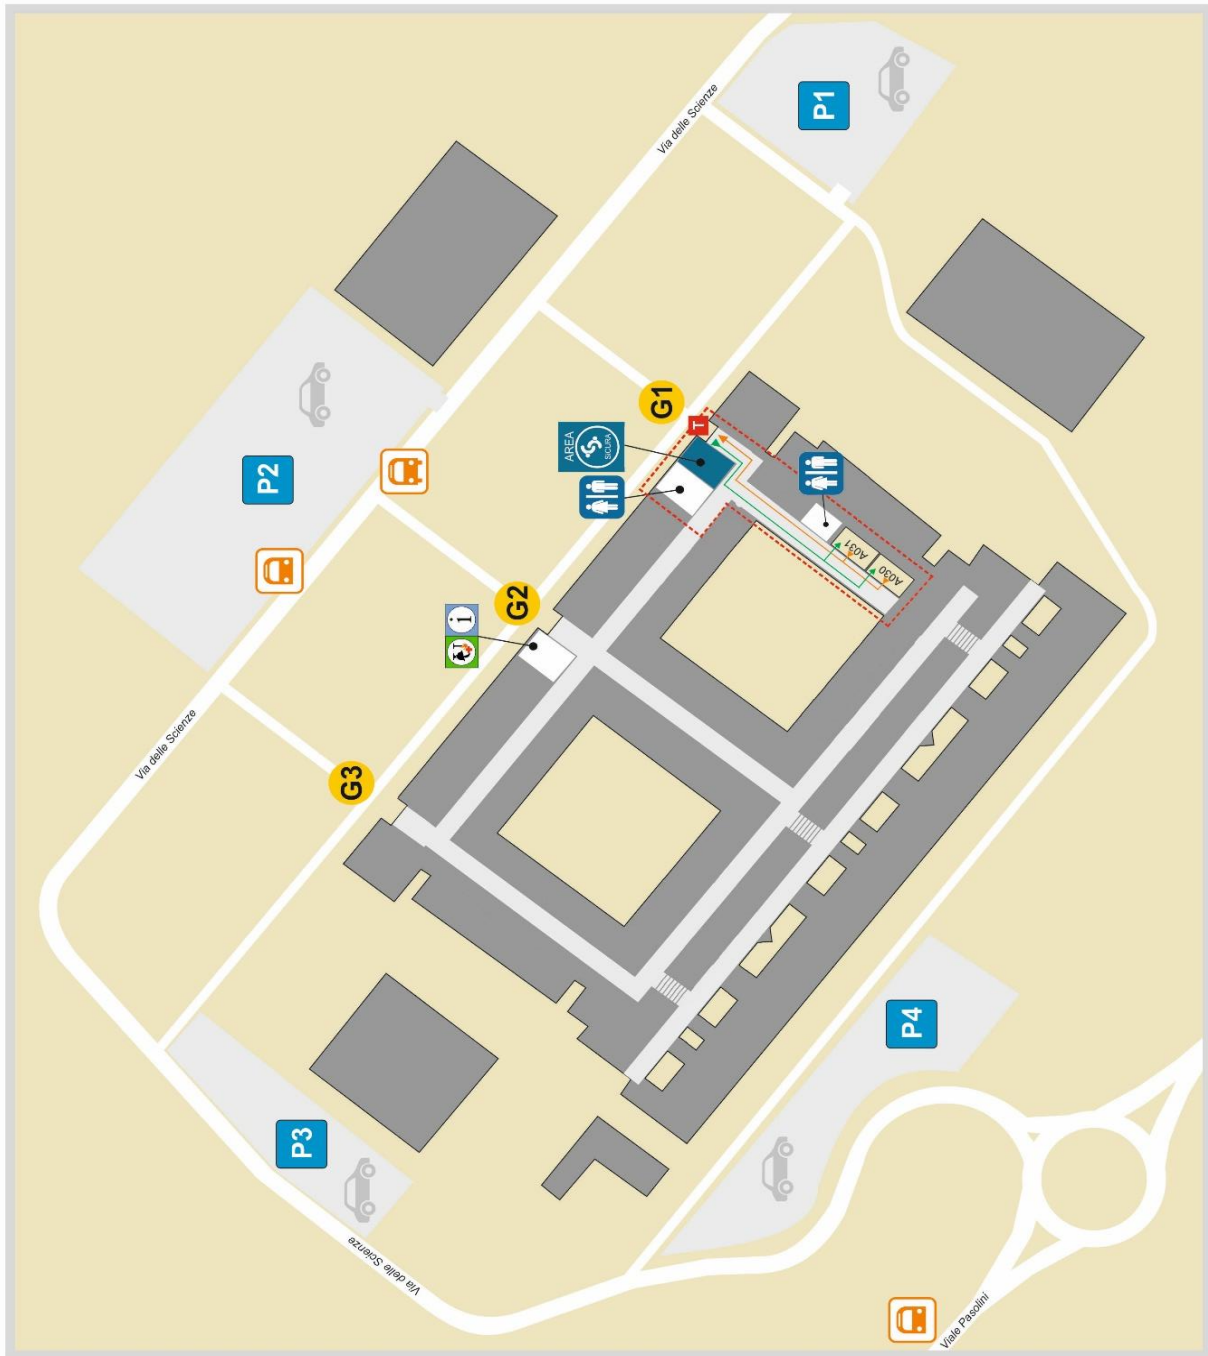 Via delle Scienze
P1
P2
G1
T
AREA
SICURA
A031
A030
G2
i
Via delle Scienze
G3
P4
P3
Via delle Scienze
Viale Pasolini